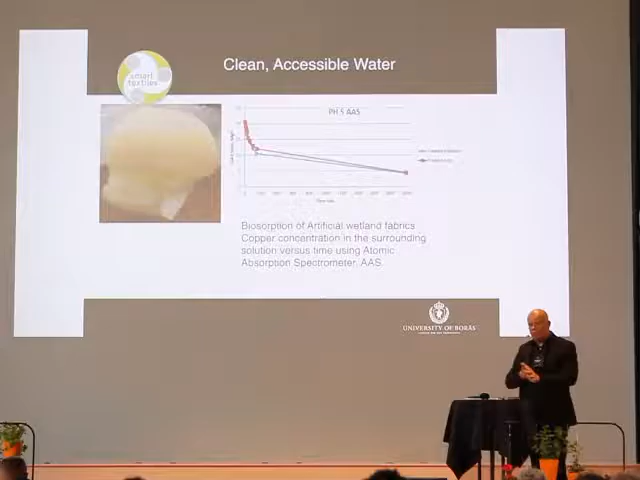 Clean, Accessible Water
smart
textiles
PH 5 AAS
Biosorption of Artificial wetland fabrics
Copper concentration in the surrounding
solution versus time using Atomic
Absorption Spectrometer, AAS.
UNIVERSITY OF BORÅS